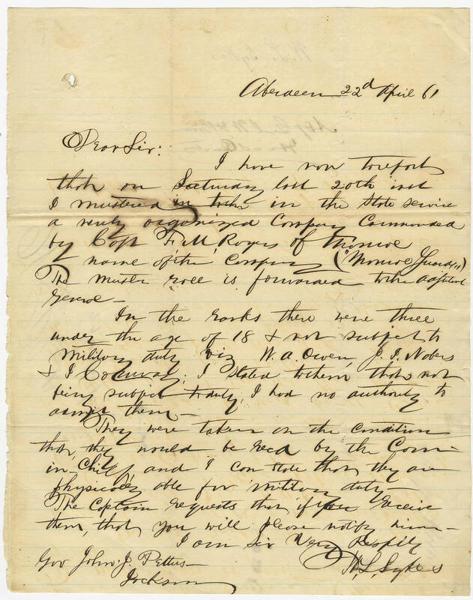 Aberdeen 22d April 61
Dear Sir:
I have now to report
that on Saturday last 20th inst
I mustered in to in the State service
a newly organized Company Commanded
by Capt F M Rogers of Monroe
name of the Company ("Monroe Guards")
The muster roll is forwarded to the Adjutant
General —
In the ranks there were three
under the age of 18 & not subject to
Military duty, viz W. A. Owen, J. I.
& I I stated to them that not
being subject to duty, I had no authority to
them —
They were taken on the condition
that they would be Recd by the Com-
in-Chief, and I can state that they are
physically able for military duty —
The Captain requests that if you Receive
them, that you will please notify him —
I am Sir Very Resptly
H, L, Sykes
Gov John J. Pettus
Jackson